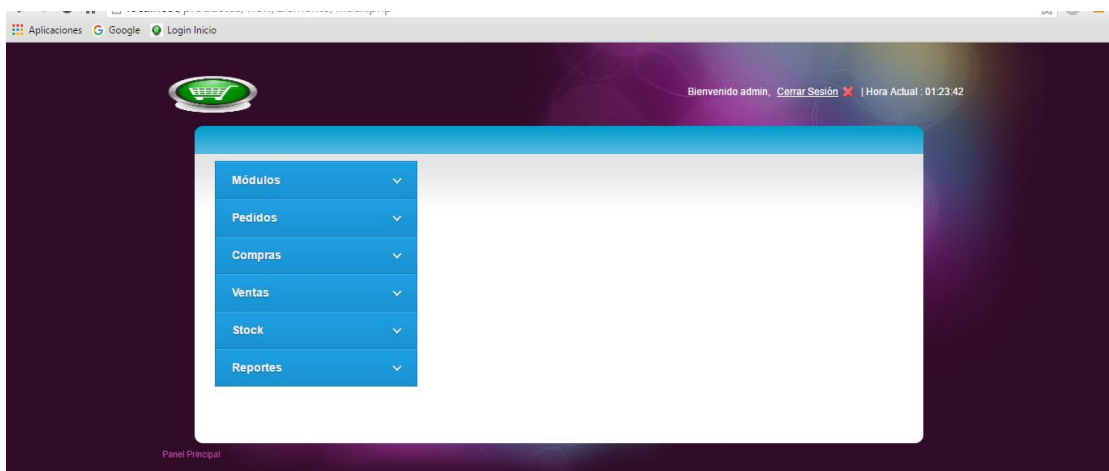 Aplicaciones Google Login Inicio
Bienvenido admin, Cerrar Sesión | Hora Actual : 01:23:42
Módulos
Pedidos
Compras
Ventas
Stock
Reportes
Panel Principal